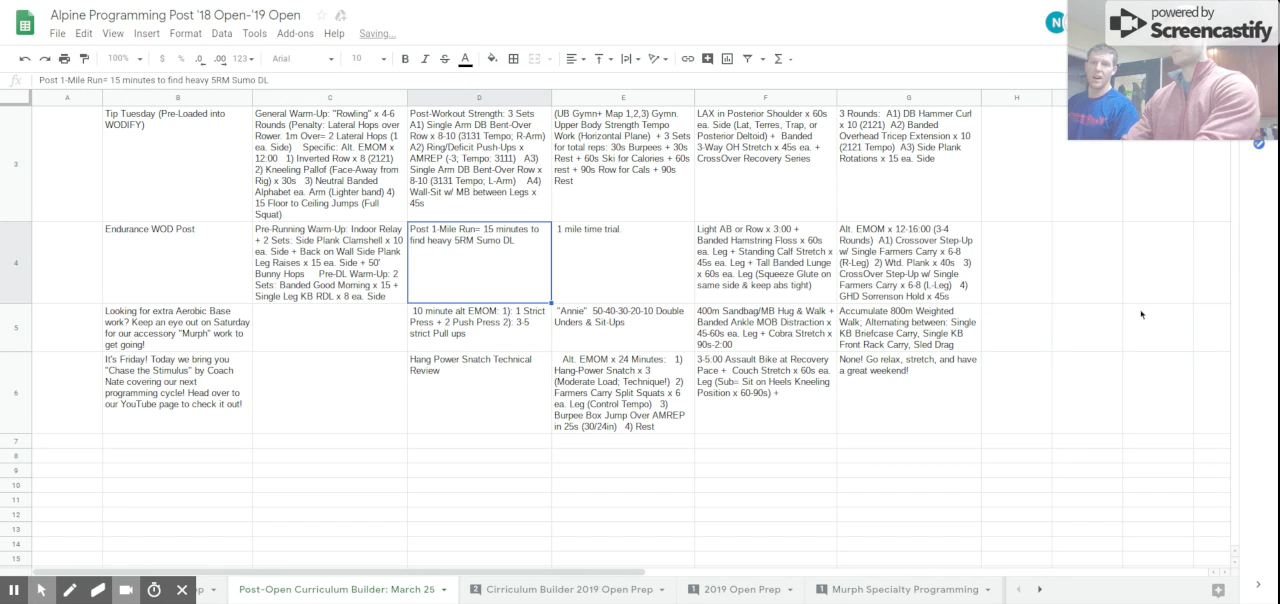 Alpine Programming Post '18 Open-'19 Open
File Edit View Insert Format Data Tools Add-ons Help Saving...
powered by
Screencastify
100% $ % .0 .00 123 Arial 10 B I S A
fx Post 1-Mile Run= 15 minutes to find heavy 5RM Sumo DL
A B C D E F G H
3
Tip Tuesday (Pre-Loaded into
WODIFY)
General Warm-Up: "Rowling" x 4-6
Rounds (Penalty: Lateral Hops over
Rower. 1m Over= 2 Lateral Hops (1
ea. Side) Specific: Alt. EMOM x
12:00 1) Inverted Row x 8 (2121)
2) Kneeling Pallof (Face-Away from
Rig) x 30s 3) Neutral Banded
Alphabet ea. Arm (Lighter band) 4)
15 Floor to Ceiling Jumps (Full
Squat)
Post-Workout Strength: 3 Sets
A1) Single Arm DB Bent-Over
Row x 8-10 (3131 Tempo; R-Arm)
A2) Ring/Deficit Push-Ups x
AMREP (-3; Tempo; 3111) A3)
Single Arm DB Bent-Over Row x
8-10 (3131 Tempo; L-Arm) A4)
Wall-Sit w/ MB between Legs x
45s
(UB Gymn+ Map 1,2,3) Gymn.
Upper Body Strength Tempo
Work (Horizontal Plane) + 3 Sets
for total reps: 30s Burpees + 30s
Rest + 60s Ski for Calories + 60s
rest + 90s Row for Cals + 90s
Rest
LAX in Posterior Shoulder x 60s
ea. Side (Lat, Terres, Trap, or
Posterior Deltoid) + Banded
3-Way OH Stretch x 45s ea. +
CrossOver Recovery Series
3 Rounds: A1) DB Hammer Curl
x 10 (2121) A2) Banded
Overhead Tricep Extension x 10
(2121 Tempo) A3) Side Plank
Rotations x 15 ea. Side
4
Endurance WOD Post
Pre-Running Warm-Up: Indoor Relay
+ 2 Sets: Side Plank Clamshell x 10
ea. Side + Back on Wall Side Plank
Leg Raises x 15 ea. Side + 50'
Bunny Hops Pre-DL Warm-Up: 2
Sets: Banded Good Morning x 15 +
Single Leg KB RDL x 8 ea. Side
Post 1-Mile Run= 15 minutes to
find heavy 5RM Sumo DL
1 mile time trial.
Light AB or Row x 3:00 +
Banded Hamstring Floss x 60s
ea. Leg + Standing Calf Stretch x
45s ea. Leg + Tall Banded Lunge
x 60s ea. Leg (Squeeze Glute on
same side & keep abs tight)
Alt. EMOM x 12-16:00 (3-4
Rounds) A1) Crossover Step-Up
w/ Single Farmers Carry x 6-8
(R-Leg) 2) Wtd. Plank x 40s 3)
CrossOver Step-Up w/ Single
Farmers Carry x 6-8 (L-Leg) 4)
GHD Sorrenson Hold x 45s
5
Looking for extra Aerobic Base
work? Keep an eye out on Saturday
for our accessory "Murph" work to
get going!
10 minute alt EMOM: 1): 1 Strict
Press + 2 Push Press 2): 3-5
strict Pull ups
"Annie" 50-40-30-20-10 Double
Unders & Sit-Ups
400m Sandbag/MB Hug & Walk +
Banded Ankle MOB Distraction x
45-60s ea. Leg + Cobra Stretch x
90s-2:00
Accumulate 800m Weighted
Walk; Alternating between: Single
KB Briefcase Carry, Single KB
Front Rack Carry, Sled Drag
6
It's Friday! Today we bring you
"Chase the Stimulus" by Coach
Nate covering our next
programming cycle! Head over to
our YouTube page to check it out!
Hang Power Snatch Technical
Review
Alt. EMOM x 24 Minutes: 1)
Hang-Power Snatch x 3
(Moderate Load; Technique!) 2)
Farmers Carry Split Squats x 6
ea. Leg (Control Tempo) 3)
Burpee Box Jump Over AMREP
in 25s (30/24in) 4) Rest
3-5:00 Assault Bike at Recovery
Pace + Couch Stretch x 60s ea.
Leg (Sub= Sit on Heels Kneeling
Position x 60-90s) +
None! Go relax, stretch, and have
a great weekend!
7
8
9
10
11
12
13
14
15
Post-Open Curriculum Builder: March 25 2 Cirriculum Builder 2019 Open Prep 1 2019 Open Prep 1 Murph Specialty Programming